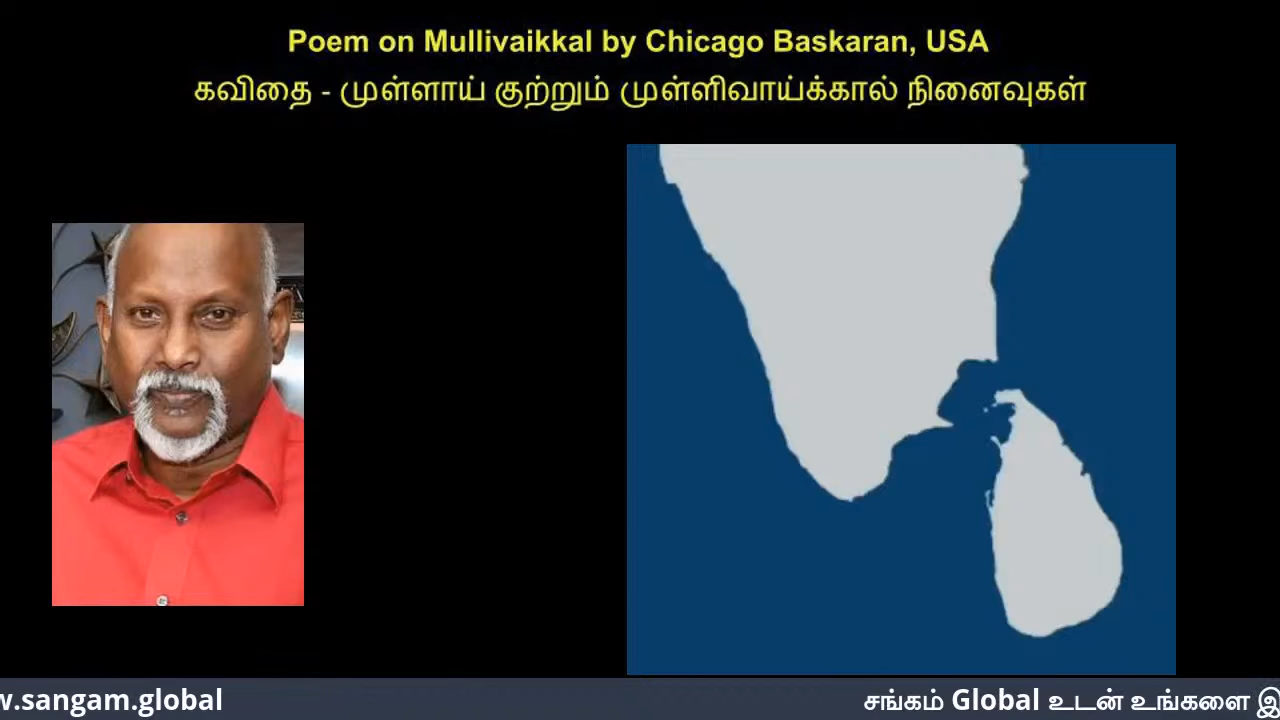 Poem on Mullivaikkal by Chicago Baskaran, USA
கவிதை - முள்ளாய் குற்றும் முள்ளிவாய்க்கால் நினைவுகள்
w.sangam.global
சங்கம் Global உடன் உங்களை